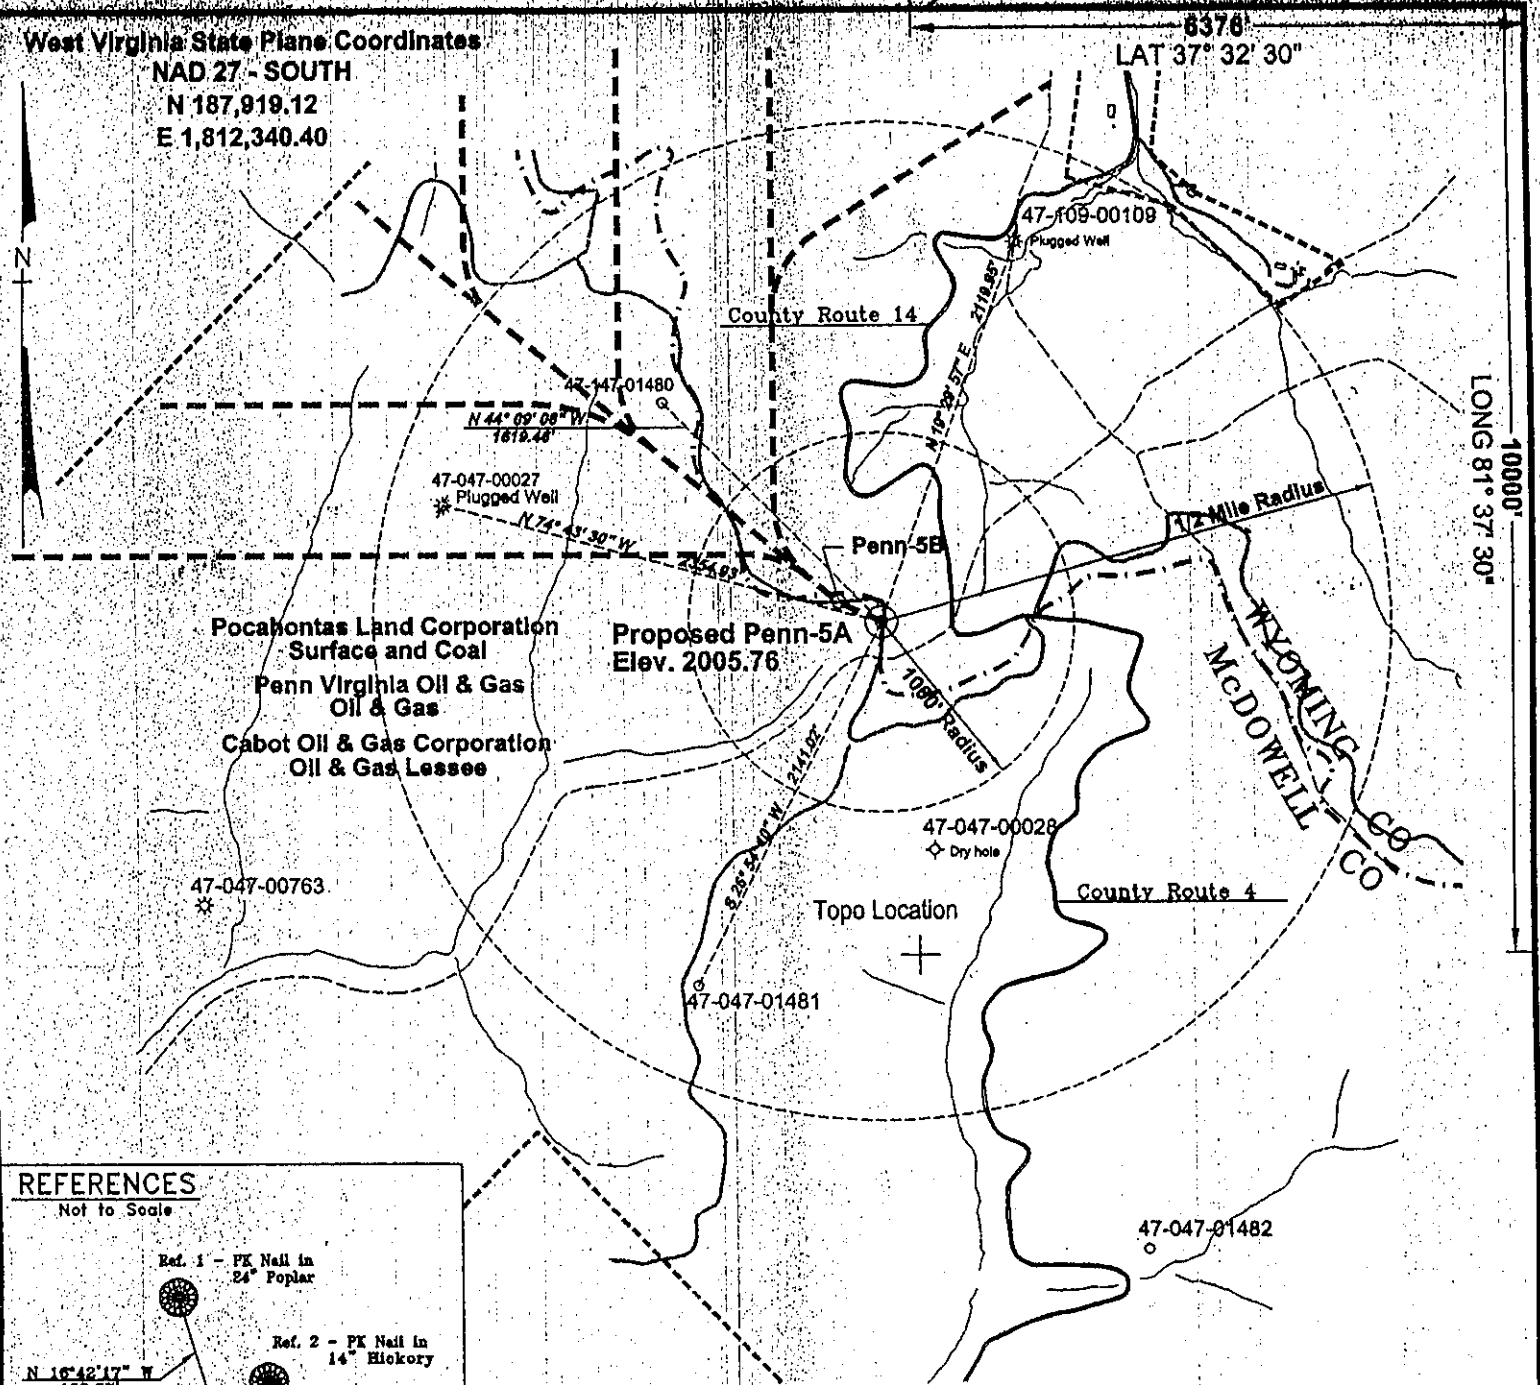 West Virginia State Plane Coordinates
NAD 27 - SOUTH
N 187,919.12
E 1,812,340.40
6376'
LAT 37° 32' 30"
N
47-109-00109
Plugged Well
County Route 14
2119.95'
N 19° 29' 57" E
47-147-01480
N 44° 09' 08" W
1619.46'
47-047-00027
Plugged Well
N 74° 43' 30" W
LONG 81° 37' 30"
10000'
1/2 Mile Radius
Penn-5B
Pocahontas Land Corporation
Surface and Coal
Penn Virginia Oil & Gas
Oil & Gas
Cabot Oil & Gas Corporation
Oil & Gas Lessee
Proposed Penn-5A
Elev. 2005.76
Radius
WYOMING CO
McDOWELL CO
2141.02'
47-047-00028
Dry hole
47-047-00763
Topo Location
County Route 4
47-047-01481
47-047-01482
REFERENCES
Not to Scale
Ref. 1 - PK Nail in
24" Poplar
Ref. 2 - PK Nail in
14" Hickory
N 16°42'17" W